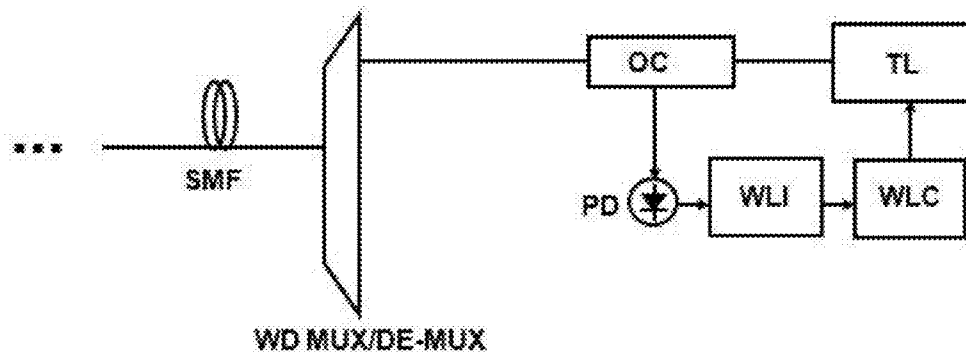 OC
TL
...
SMF
PD
WLI
WLC
WD MUX/DE-MUX